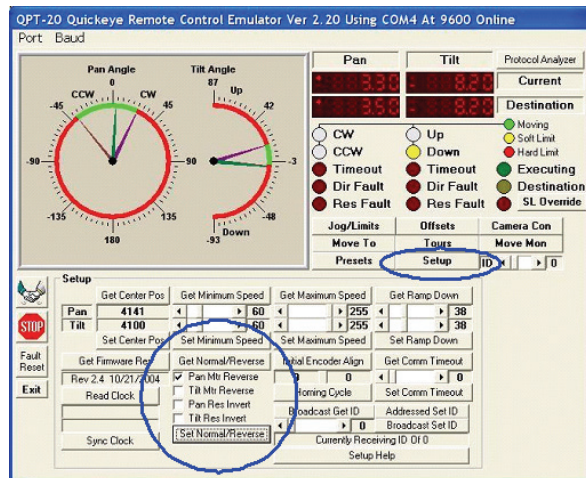 QPT-20 Quickeye Remote Control Emulator Ver 2.20 Using COM4 At 9600 Online
Port Baud
Pan Angle
0
CCW CW
-45 45
-90 90
-135 135
180
Tilt Angle
87
Up
42
-3
-48
Down
-93
Pan Tilt Protocol Analyzer
3.30 - 8.20 Current
3.50 - 8.20 Destination
CW Up Moving
Soft Limit
CCW Down Hard Limit
Timeout Timeout Executing
Dir Fault Dir Fault Destination
Res Fault Res Fault SL Override
Jog/Limits Offsets Camera Con
Move To Tours Move Mon
Presets Setup ID 0
STOP
Fault
Reset
Exit
Setup
Get Center Pos Get Minimum Speed Get Maximum Speed Get Ramp Down
Pan 4141 60 255 38
Tilt 4100 60 255 38
Set Center Pos Set Minimum Speed Set Maximum Speed Set Ramp Down
Get Firmware Rev Get Normal/Reverse Initial Encoder Align Get Comm Timeout
Rev 2.4 10/21/2004 Pan Mtr Reverse 0 0
Read Clock Tilt Mtr Reverse Homing Cycle Set Comm Timeout
Pan Res Invert Broadcast Get ID Addressed Set ID
Tilt Res Invert 0 Broadcast Set ID
Sync Clock Set Normal/Reverse Currently Receiving ID Of 0
Setup Help